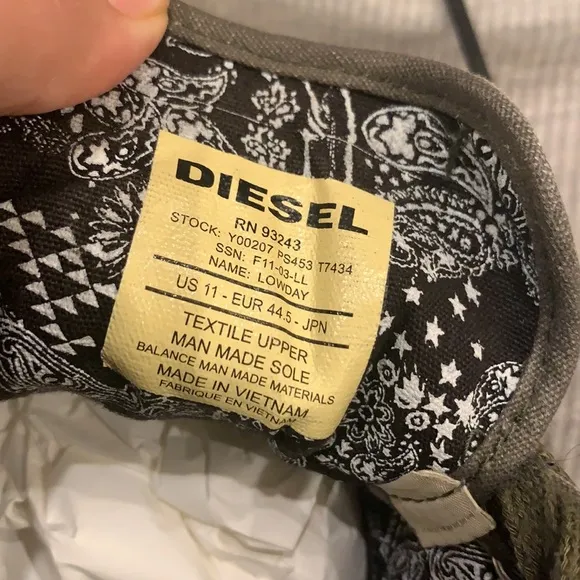 DIESEL
RN 93243
STOCK: Y00207 PS453 T7434
SSN: F11-03-LL
NAME: LOWDAY
US 11 - EUR 44.5 - JPN
TEXTILE UPPER
MAN MADE SOLE
BALANCE MAN MADE MATERIALS
MADE IN VIETNAM
FABRIQUE EN VIETNAM